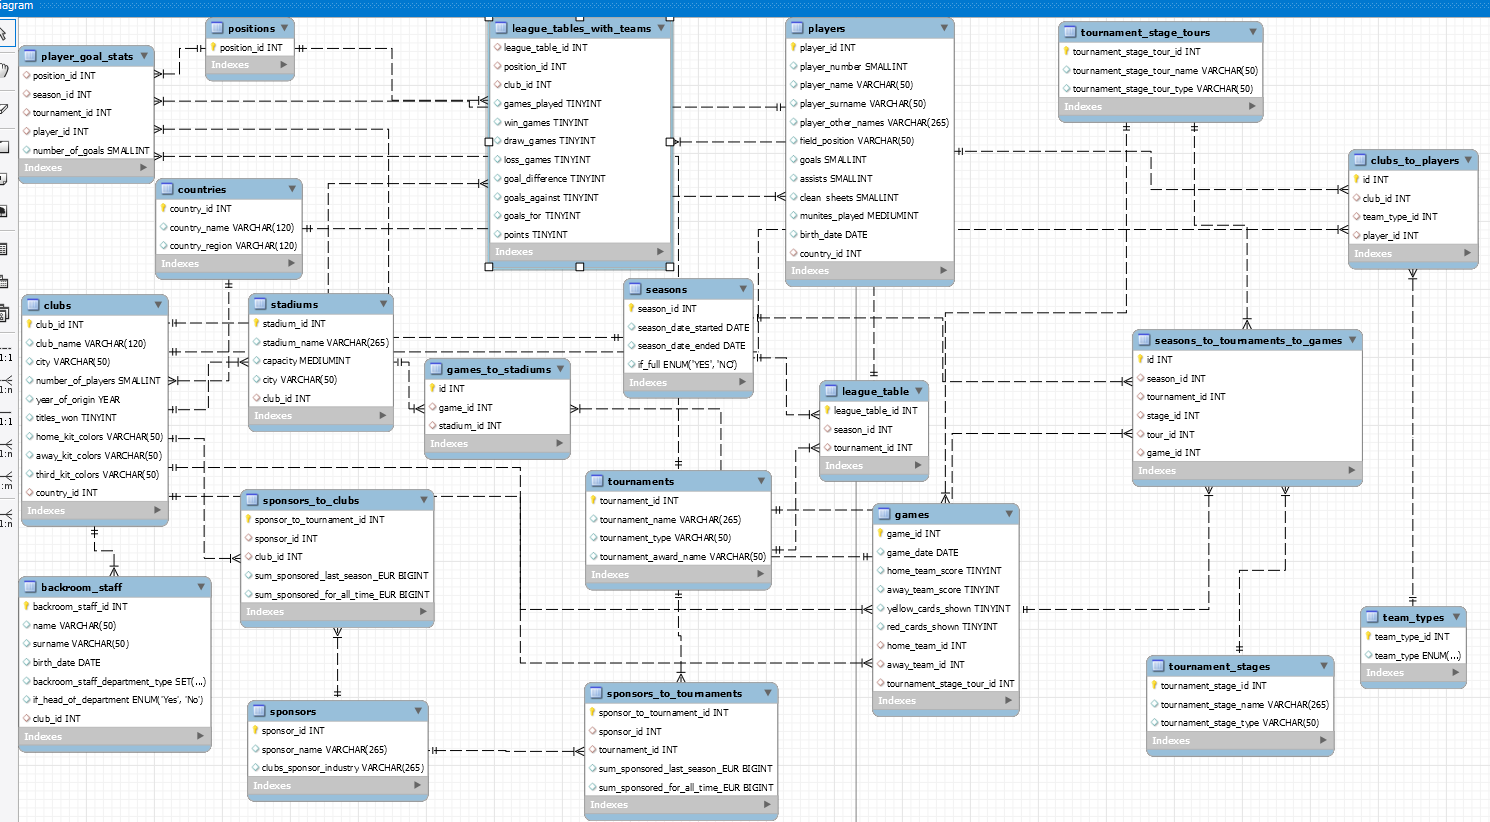 iagram
positions
position_id INT
Indexes
player_goal_stats
position_id INT
season_id INT
tournament_id INT
player_id INT
number_of_goals SMALLINT
Indexes
league_tables_with_teams
league_table_id INT
position_id INT
club_id INT
games_played TINYINT
win_games TINYINT
draw_games TINYINT
loss_games TINYINT
goal_difference TINYINT
goals_against TINYINT
goals_for TINYINT
points TINYINT
Indexes
players
player_id INT
player_number SMALLINT
player_name VARCHAR(50)
player_surname VARCHAR(50)
player_other_names VARCHAR(265)
field_position VARCHAR(50)
goals SMALLINT
assists SMALLINT
clean_sheets SMALLINT
munites_played MEDIUMINT
birth_date DATE
country_id INT
Indexes
tournament_stage_tours
tournament_stage_tour_id INT
tournament_stage_tour_name VARCHAR(50)
tournament_stage_tour_type VARCHAR(50)
Indexes
clubs_to_players
id INT
club_id INT
team_type_id INT
player_id INT
Indexes
countries
country_id INT
country_name VARCHAR(120)
country_region VARCHAR(120)
Indexes
clubs
club_id INT
club_name VARCHAR(120)
city VARCHAR(50)
number_of_players SMALLINT
year_of_origin YEAR
titles_won TINYINT
home_kit_colors VARCHAR(50)
away_kit_colors VARCHAR(50)
third_kit_colors VARCHAR(50)
country_id INT
Indexes
stadiums
stadium_id INT
stadium_name VARCHAR(265)
capacity MEDIUMINT
city VARCHAR(50)
club_id INT
Indexes
games_to_stadiums
id INT
game_id INT
stadium_id INT
Indexes
seasons
season_id INT
season_date_started DATE
season_date_ended DATE
if_full ENUM('YES', 'NO')
Indexes
league_table
league_table_id INT
season_id INT
tournament_id INT
Indexes
seasons_to_tournaments_to_games
id INT
season_id INT
tournament_id INT
stage_id INT
tour_id INT
game_id INT
Indexes
tournaments
tournament_id INT
tournament_name VARCHAR(265)
tournament_type VARCHAR(50)
tournament_award_name VARCHAR(50)
Indexes
games
game_id INT
game_date DATE
home_team_score TINYINT
away_team_score TINYINT
yellow_cards_shown TINYINT
red_cards_shown TINYINT
home_team_id INT
away_team_id INT
tournament_stage_tour_id INT
Indexes
sponsors_to_clubs
sponsor_to_tournament_id INT
sponsor_id INT
club_id INT
sum_sponsored_last_season_EUR BIGINT
sum_sponsored_for_all_time_EUR BIGINT
Indexes
backroom_staff
backroom_staff_id INT
name VARCHAR(50)
surname VARCHAR(50)
birth_date DATE
backroom_staff_department_type SET(...)
if_head_of_department ENUM('Yes', 'No')
club_id INT
Indexes
sponsors
sponsor_id INT
sponsor_name VARCHAR(265)
clubs_sponsor_industry VARCHAR(265)
Indexes
sponsors_to_tournaments
sponsor_to_tournament_id INT
sponsor_id INT
tournament_id INT
sum_sponsored_last_season_EUR BIGINT
sum_sponsored_for_all_time_EUR BIGINT
Indexes
team_types
team_type_id INT
team_type ENUM(...)
Indexes
tournament_stages
tournament_stage_id INT
tournament_stage_name VARCHAR(265)
tournament_stage_type VARCHAR(50)
Indexes
1:1
1:n
1:1
1:n
n:m
1:n